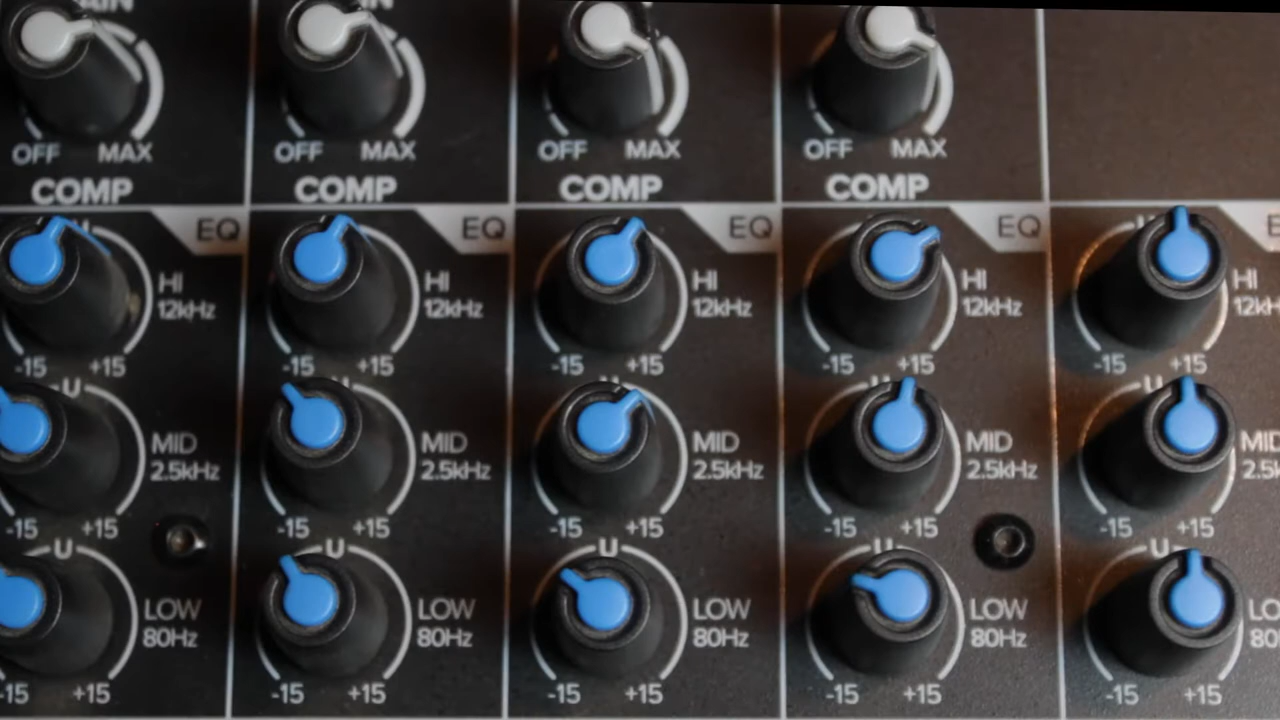 OFF MAX OFF MAX OFF MAX OFF MAX
COMP COMP COMP COMP
EQ EQ EQ EQ
U
HI HI HI HI HI
12kHz 12kHz 12kHz 12kHz
-15 +15 -15 +15 -15 +15 -15 +15 -15 +15
U U U U
MID MID MID MID
2.5kHz 2.5kHz 2.5kHz 2.5kHz
-15 +15 -15 +15 -15 +15 -15 +15 -15 +15
U U U U U
LOW LOW LOW LOW
80Hz 80Hz 80Hz 80Hz
-15 +15 -15 +15 -15 +15 -15 +15 -15 +15